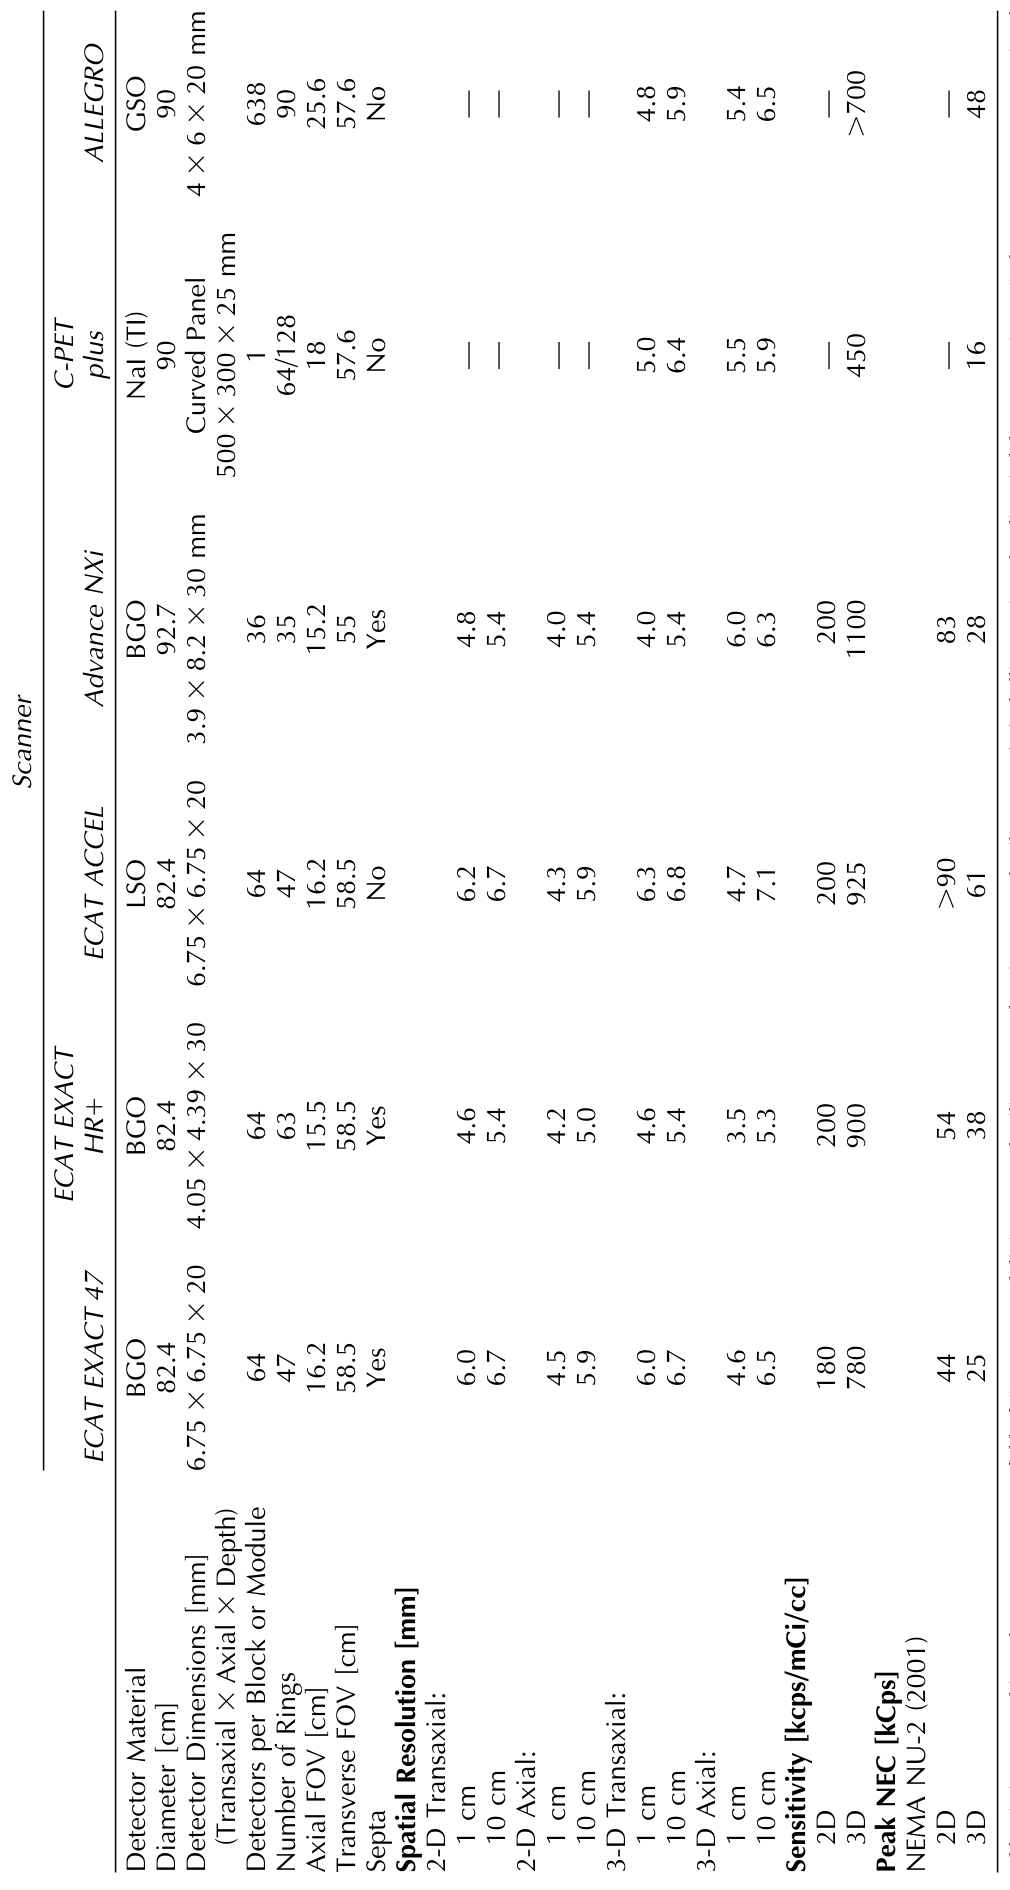 Scanner
ECAT EXACT 47 ECAT EXACT HR+ ECAT ACCEL Advance NXi C-PET plus ALLEGRO
Detector Material BGO BGO LSO BGO NaI (Tl) GSO
Diameter [cm] 82.4 82.4 82.4 92.7 90 90
Detector Dimensions [mm] 6.75 × 6.75 × 20 4.05 × 4.39 × 30 6.75 × 6.75 × 20 3.9 × 8.2 × 30 mm Curved Panel 4 × 6 × 20 mm
(Transaxial × Axial × Depth) 500 × 300 × 25 mm
Detectors per Block or Module 64 64 64 36 1 638
Number of Rings 47 63 47 35 64/128 90
Axial FOV [cm] 16.2 15.5 16.2 15.2 18 25.6
Transverse FOV [cm] 58.5 58.5 58.5 55 57.6 57.6
Septa Yes Yes No Yes No No
Spatial Resolution [mm]
2-D Transaxial:
1 cm 6.0 4.6 6.2 4.8 — —
10 cm 6.7 5.4 6.7 5.4 — —
2-D Axial:
1 cm 4.5 4.2 4.3 4.0 — —
10 cm 5.9 5.0 5.9 5.4 — —
3-D Transaxial:
1 cm 6.0 4.6 6.3 4.0 5.0 4.8
10 cm 6.7 5.4 6.8 5.4 6.4 5.9
3-D Axial:
1 cm 4.6 3.5 4.7 6.0 5.5 5.4
10 cm 6.5 5.3 7.1 6.3 5.9 6.5
Sensitivity [kcps/mCi/cc]
2D 180 200 200 200 — —
3D 780 900 925 1100 450 >700
Peak NEC [kCps]
NEMA NU-2 (2001)
2D 44 54 >90 83 — —
3D 25 38 61 28 16 48